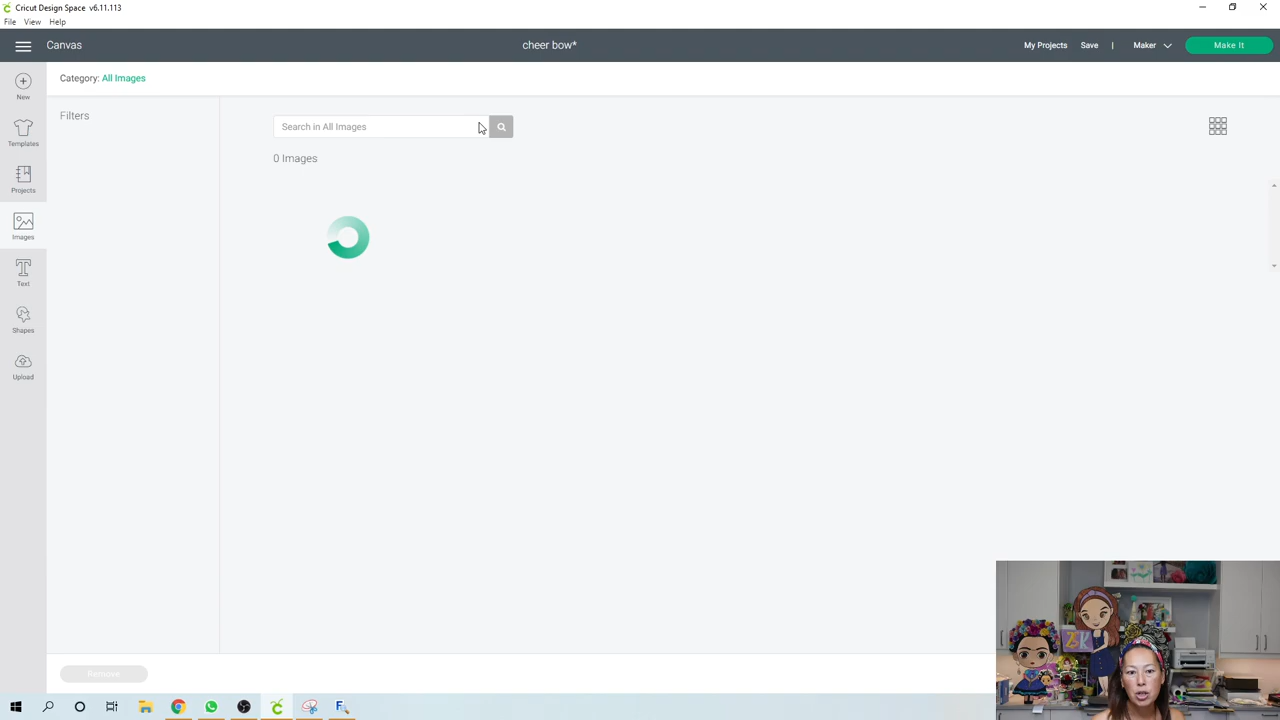 Cricut Design Space v6.11.113
File View Help
Canvas
cheer bow*
My Projects Save | Maker Make It
New
Templates
Projects
Images
Text
Shapes
Upload
Category: All Images
Filters
Search in All Images
0 Images
Remove